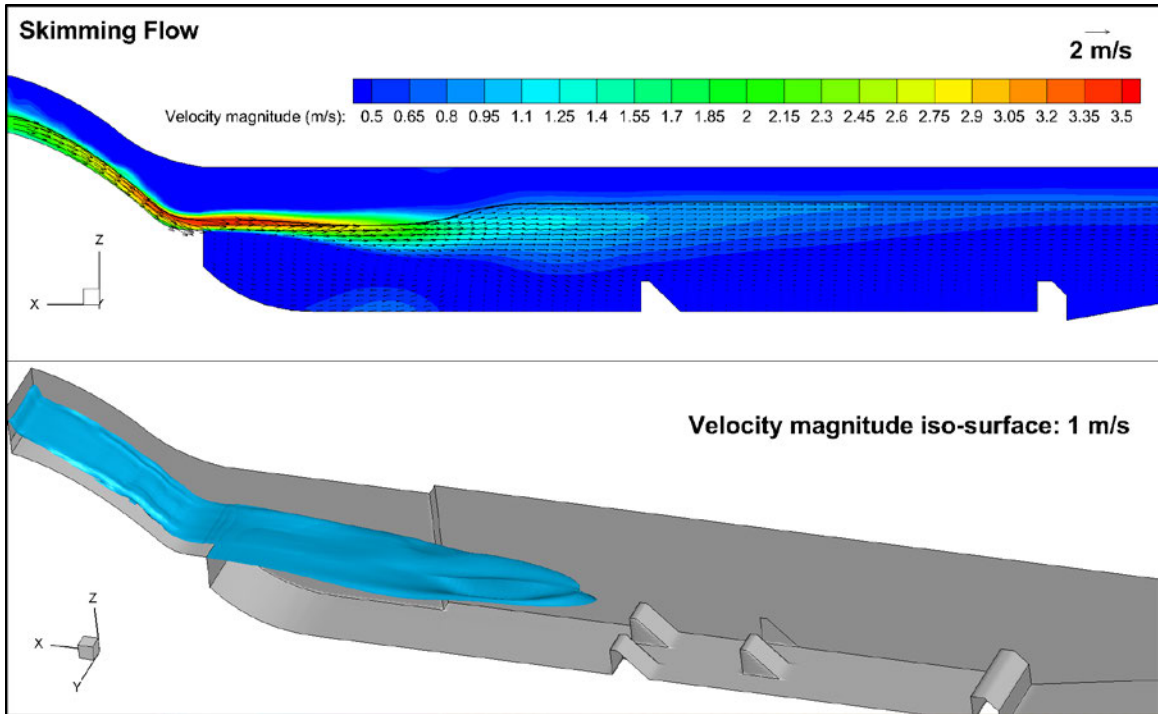 Skimming Flow
2 m/s
Velocity magnitude (m/s): 0.5 0.65 0.8 0.95 1.1 1.25 1.4 1.55 1.7 1.85 2 2.15 2.3 2.45 2.6 2.75 2.9 3.05 3.2 3.35 3.5
Z
X
Y
Velocity magnitude iso-surface: 1 m/s
Z
X
Y